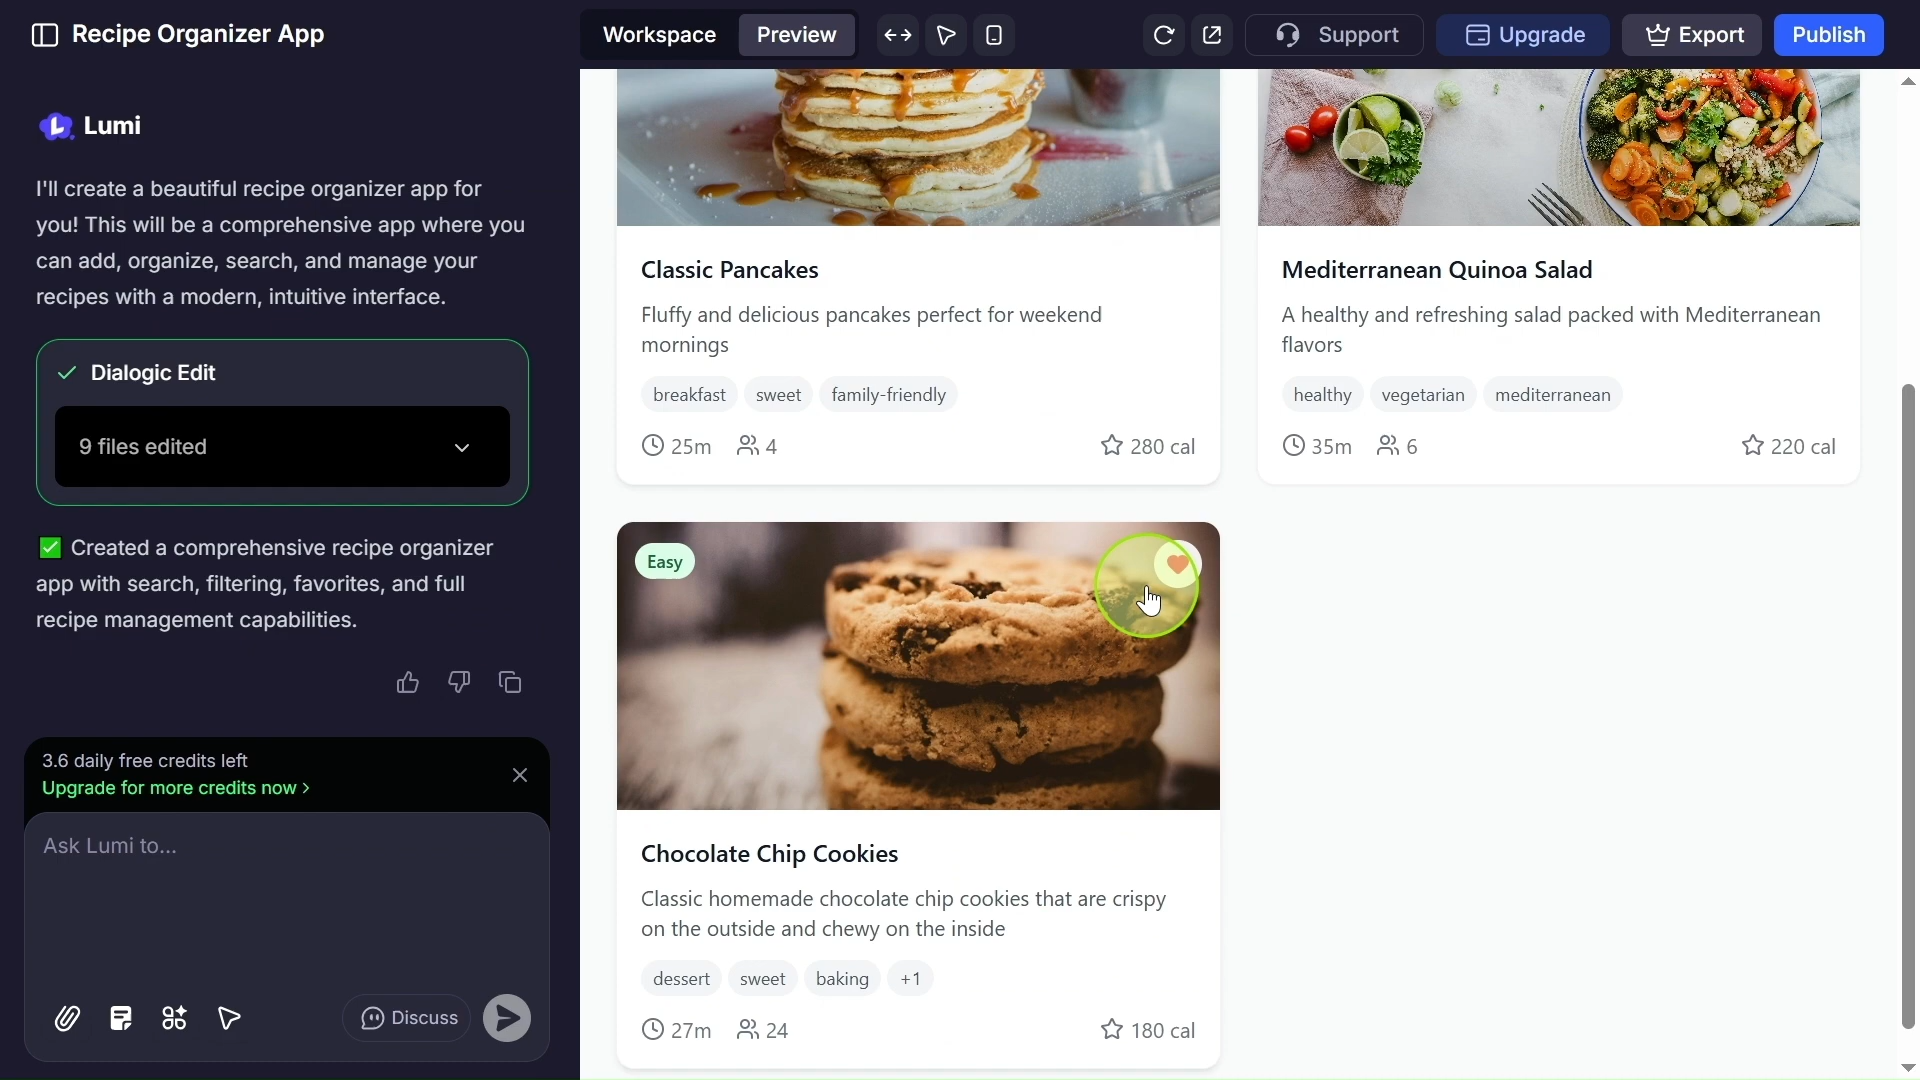 Recipe Organizer App
Workspace
Preview
Support
Upgrade
Export
Publish
Lumi
I'll create a beautiful recipe organizer app for
you! This will be a comprehensive app where you
can add, organize, search, and manage your
recipes with a modern, intuitive interface.
Dialogic Edit
9 files edited
✅ Created a comprehensive recipe organizer
app with search, filtering, favorites, and full
recipe management capabilities.
3.6 daily free credits left
Upgrade for more credits now >
Ask Lumi to...
Discuss
Classic Pancakes
Fluffy and delicious pancakes perfect for weekend
mornings
breakfast sweet family-friendly
25m 4 280 cal
Mediterranean Quinoa Salad
A healthy and refreshing salad packed with Mediterranean
flavors
healthy vegetarian mediterranean
35m 6 220 cal
Easy
Chocolate Chip Cookies
Classic homemade chocolate chip cookies that are crispy
on the outside and chewy on the inside
dessert sweet baking +1
27m 24 180 cal